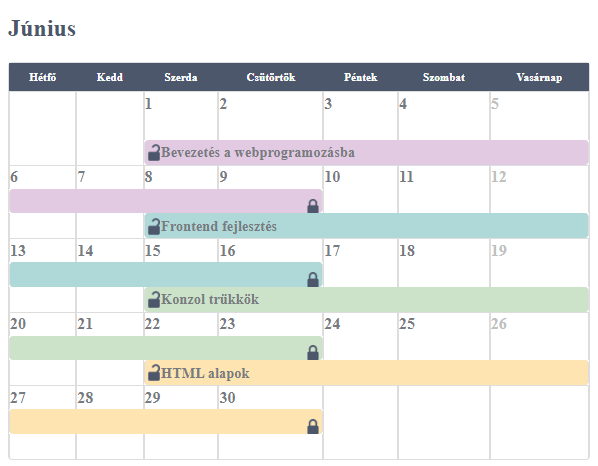 Június
Hétfő Kedd Szerda Csütörtök Péntek Szombat Vasárnap
1 2 3 4 5
Bevezetés a webprogramozásba
6 7 8 9 10 11 12
Frontend fejlesztés
13 14 15 16 17 18 19
Konzol trükkök
20 21 22 23 24 25 26
HTML alapok
27 28 29 30